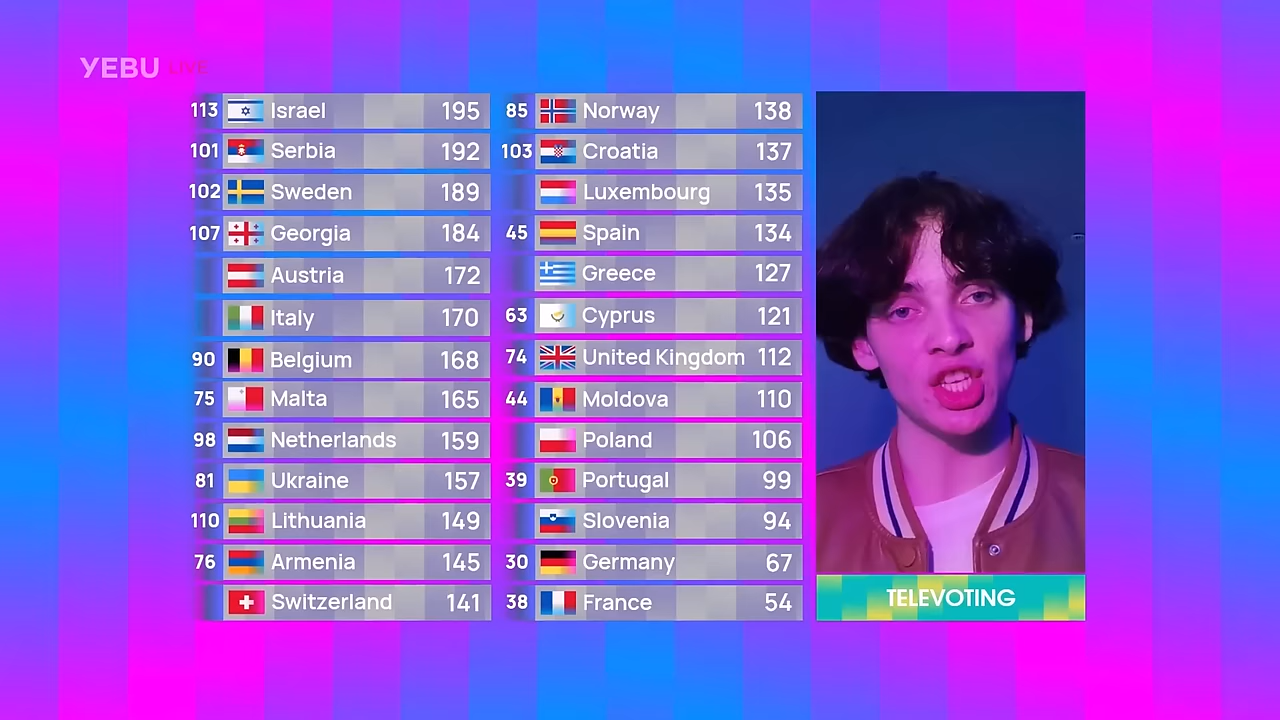 YEBU LIVE
113 Israel 195
101 Serbia 192
102 Sweden 189
107 Georgia 184
Austria 172
Italy 170
90 Belgium 168
75 Malta 165
98 Netherlands 159
81 Ukraine 157
110 Lithuania 149
76 Armenia 145
Switzerland 141
85 Norway 138
103 Croatia 137
Luxembourg 135
45 Spain 134
Greece 127
63 Cyprus 121
74 United Kingdom 112
44 Moldova 110
Poland 106
39 Portugal 99
Slovenia 94
30 Germany 67
38 France 54
TELEVOTING